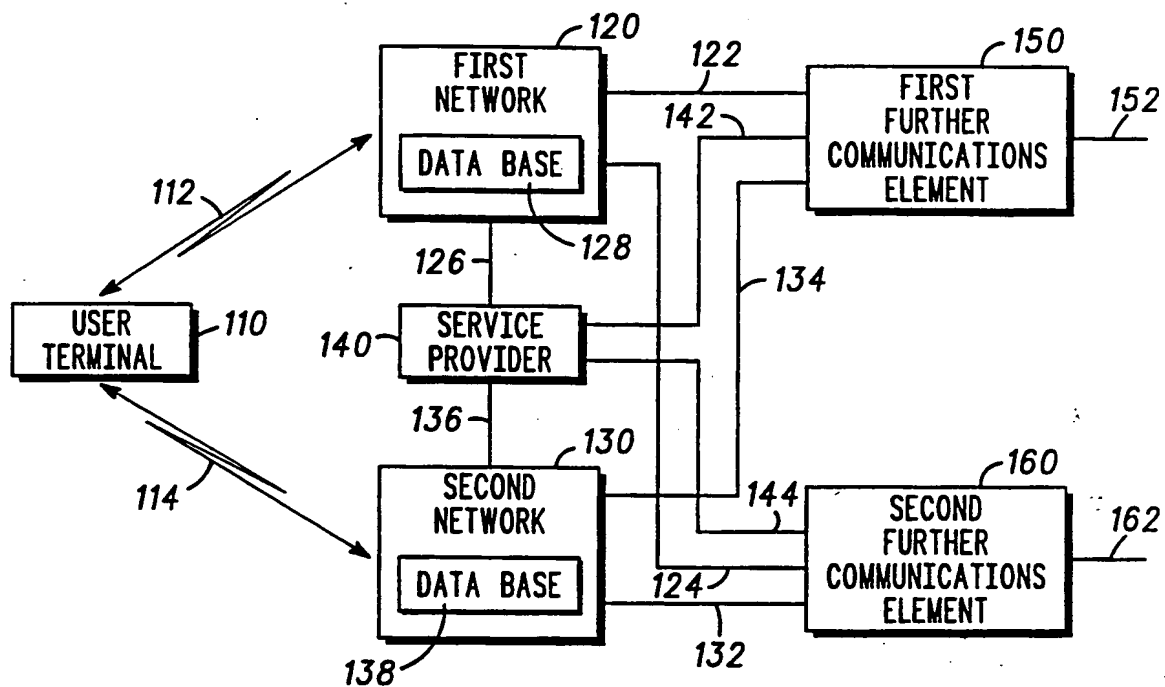 120
FIRST
NETWORK
DATA BASE
128
122
142
150
FIRST
FURTHER
COMMUNICATIONS
ELEMENT
152
112
126
134
USER
TERMINAL
110
140
SERVICE
PROVIDER
136
114
130
SECOND
NETWORK
DATA BASE
138
144
124
132
160
SECOND
FURTHER
COMMUNICATIONS
ELEMENT
162